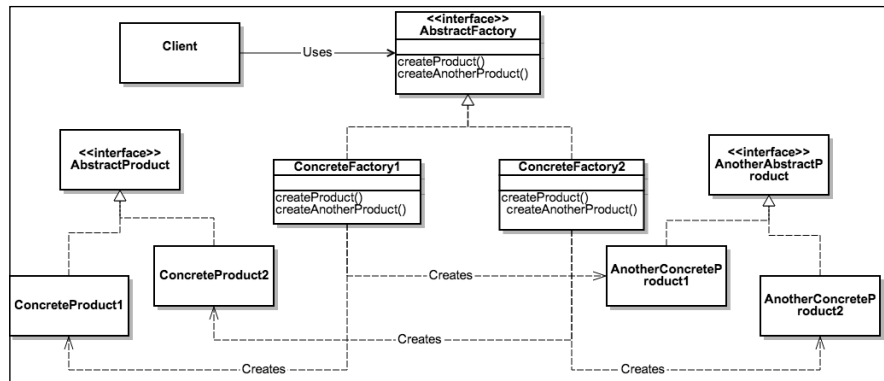 <<interface>>
AbstractFactory
Client
Uses
createProduct()
createAnotherProduct()
<<interface>>
AbstractProduct
ConcreteFactory1
createProduct()
createAnotherProduct()
ConcreteFactory2
createProduct()
createAnotherProduct()
<<interface>>
AnotherAbstractP
roduct
ConcreteProduct1
ConcreteProduct2
Creates
AnotherConcreteP
roduct1
AnotherConcreteP
roduct2
Creates
Creates
Creates